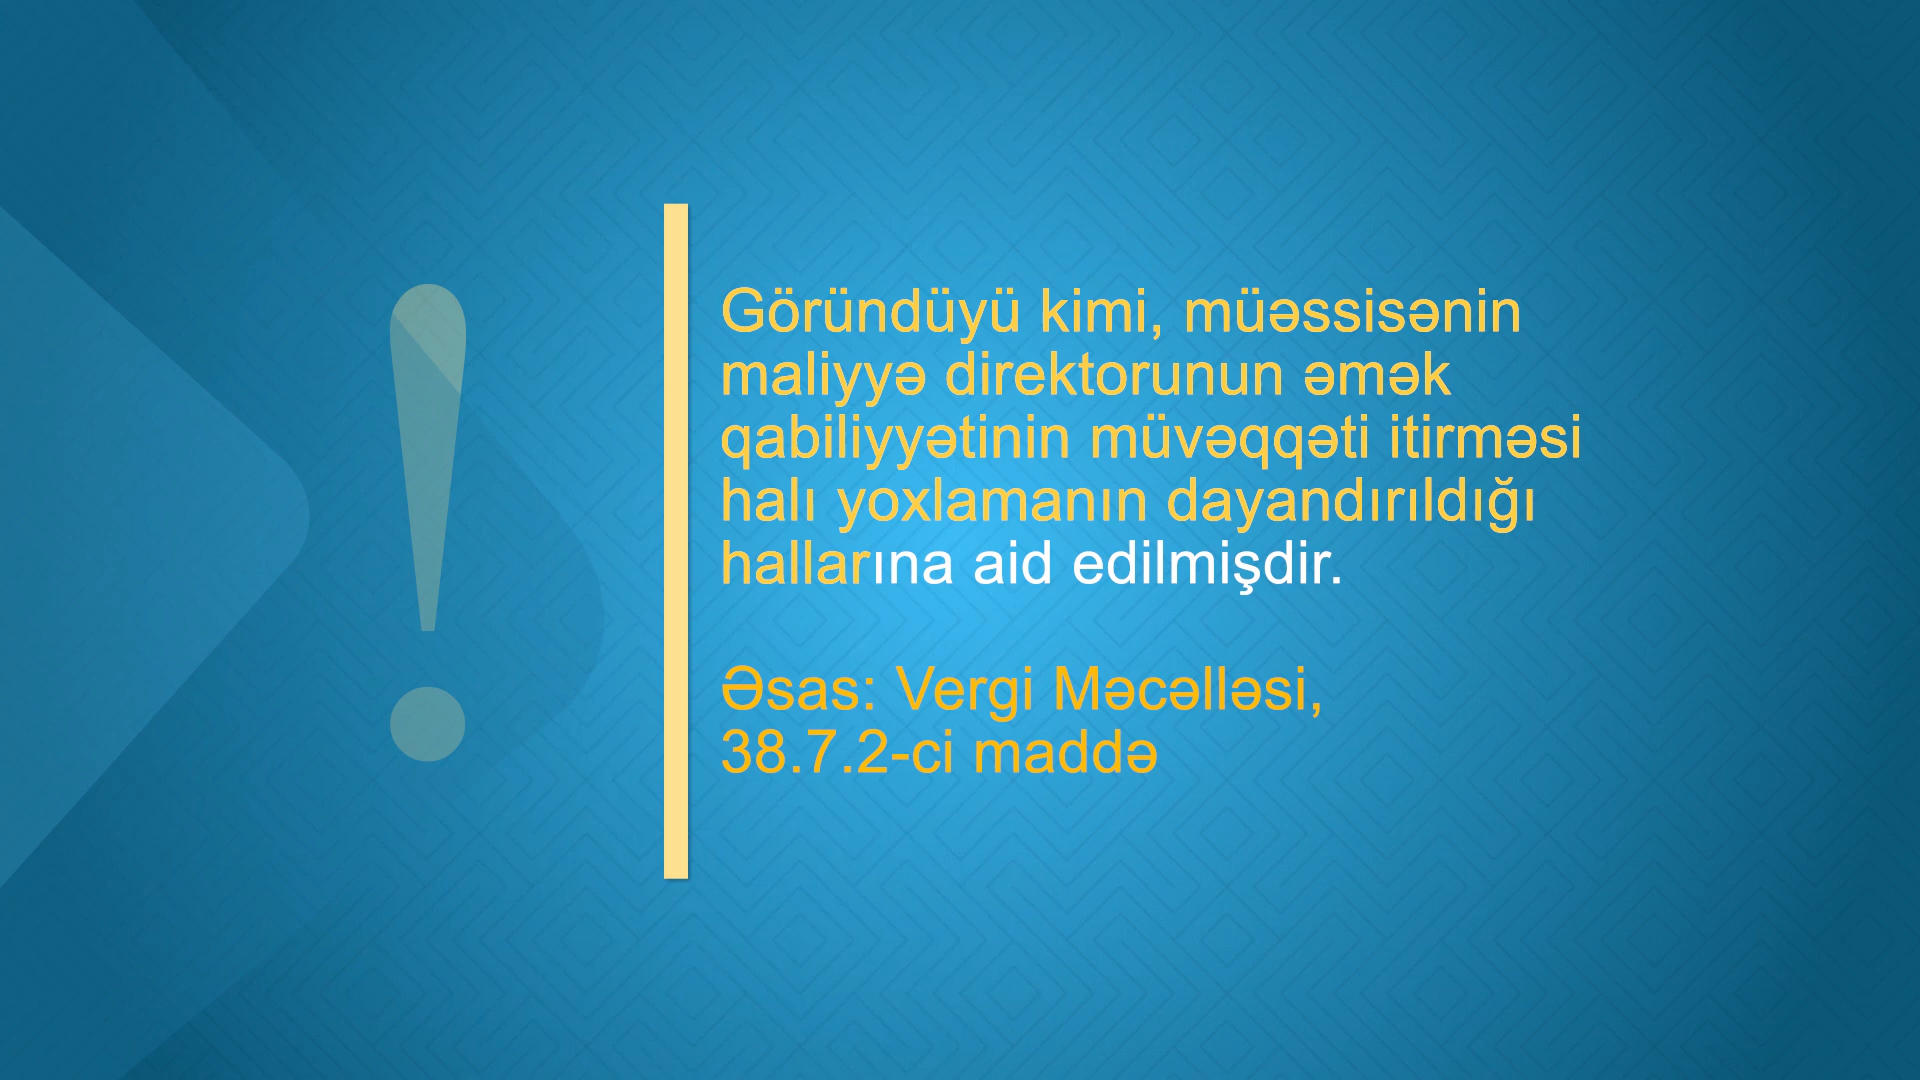 Göründüyü kimi, müəssisənin
maliyyə direktorunun əmək
qabiliyyətinin müvəqqəti itirməsi
halı yoxlamanın dayandırıldığı
hallarına aid edilmişdir.
Əsas: Vergi Məcəlləsi,
38.7.2-ci maddə